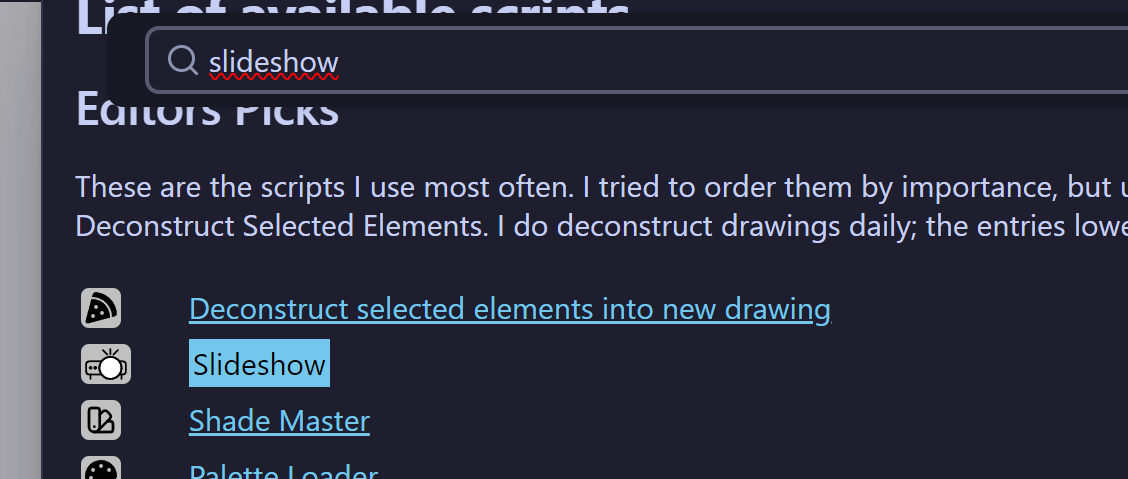 List of available scripts
slideshow
Editors Picks
These are the scripts I use most often. I tried to order them by importance, but
Deconstruct Selected Elements. I do deconstruct drawings daily; the entries
Deconstruct selected elements into new drawing
Slideshow
Shade Master
Palette Loader